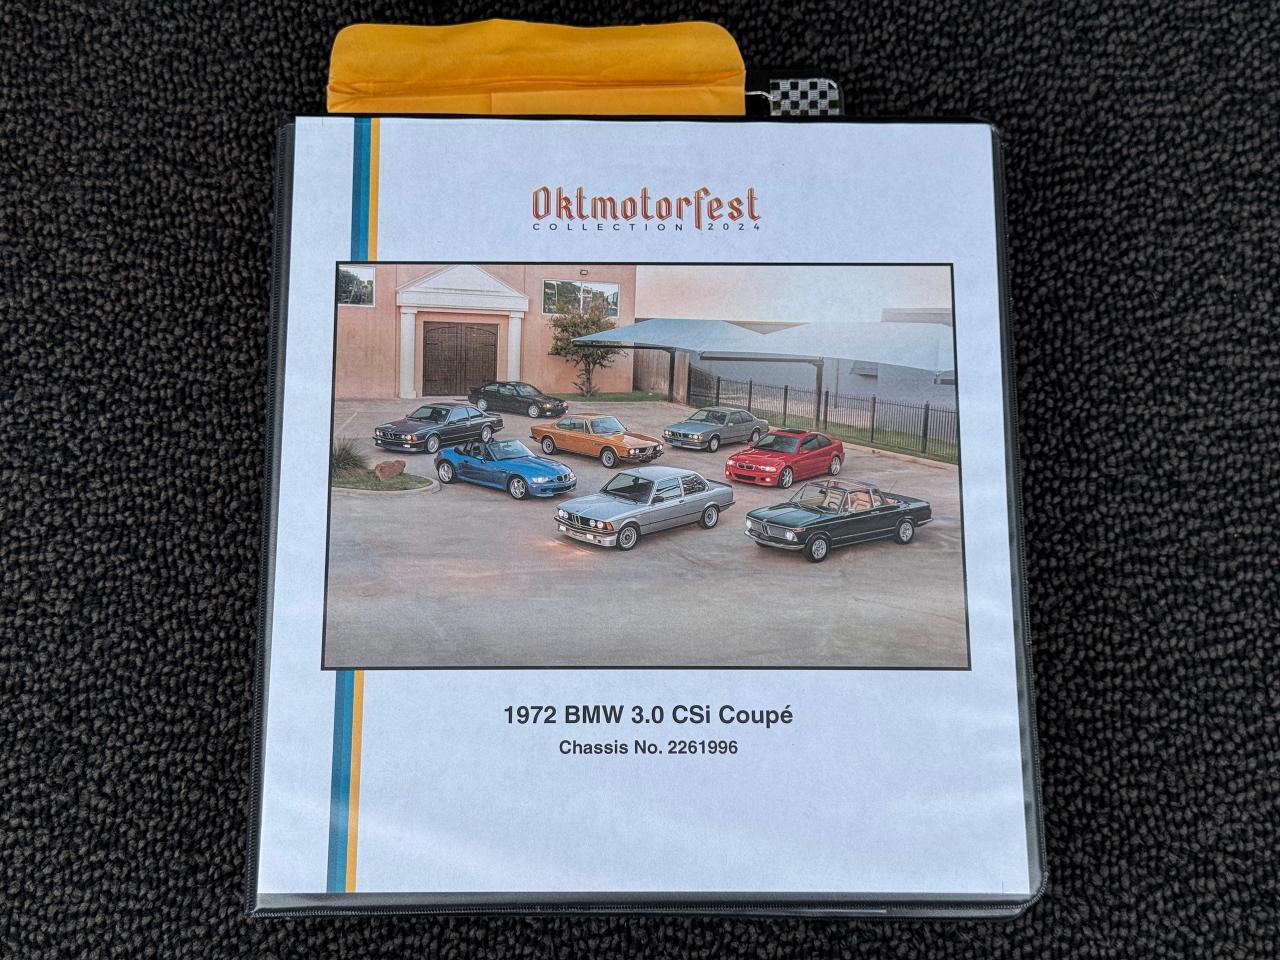 Oktmotorfest
COLLECTION 2024
1972 BMW 3.0 CSi Coupé
Chassis No. 2261996